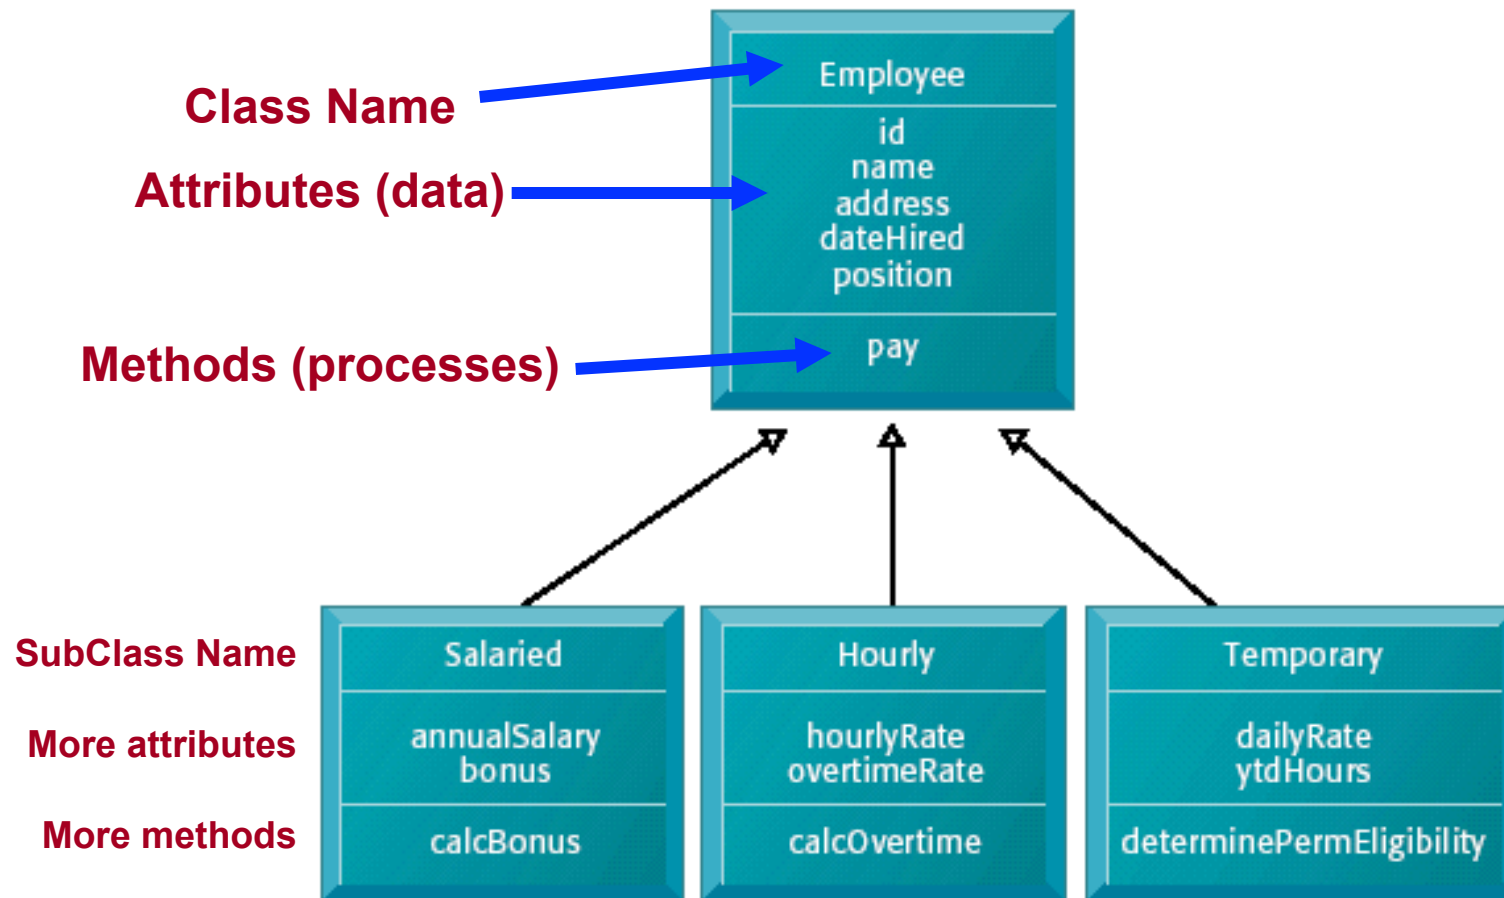 Class Name
Employee
Attributes (data)
id
name
address
dateHired
position
Methods (processes)
pay
SubClass Name
Salaried
Hourly
Temporary
More attributes
annualSalary
bonus
hourlyRate
overtimeRate
dailyRate
ytdHours
More methods
calcBonus
calcOvertime
determinePermEligibility